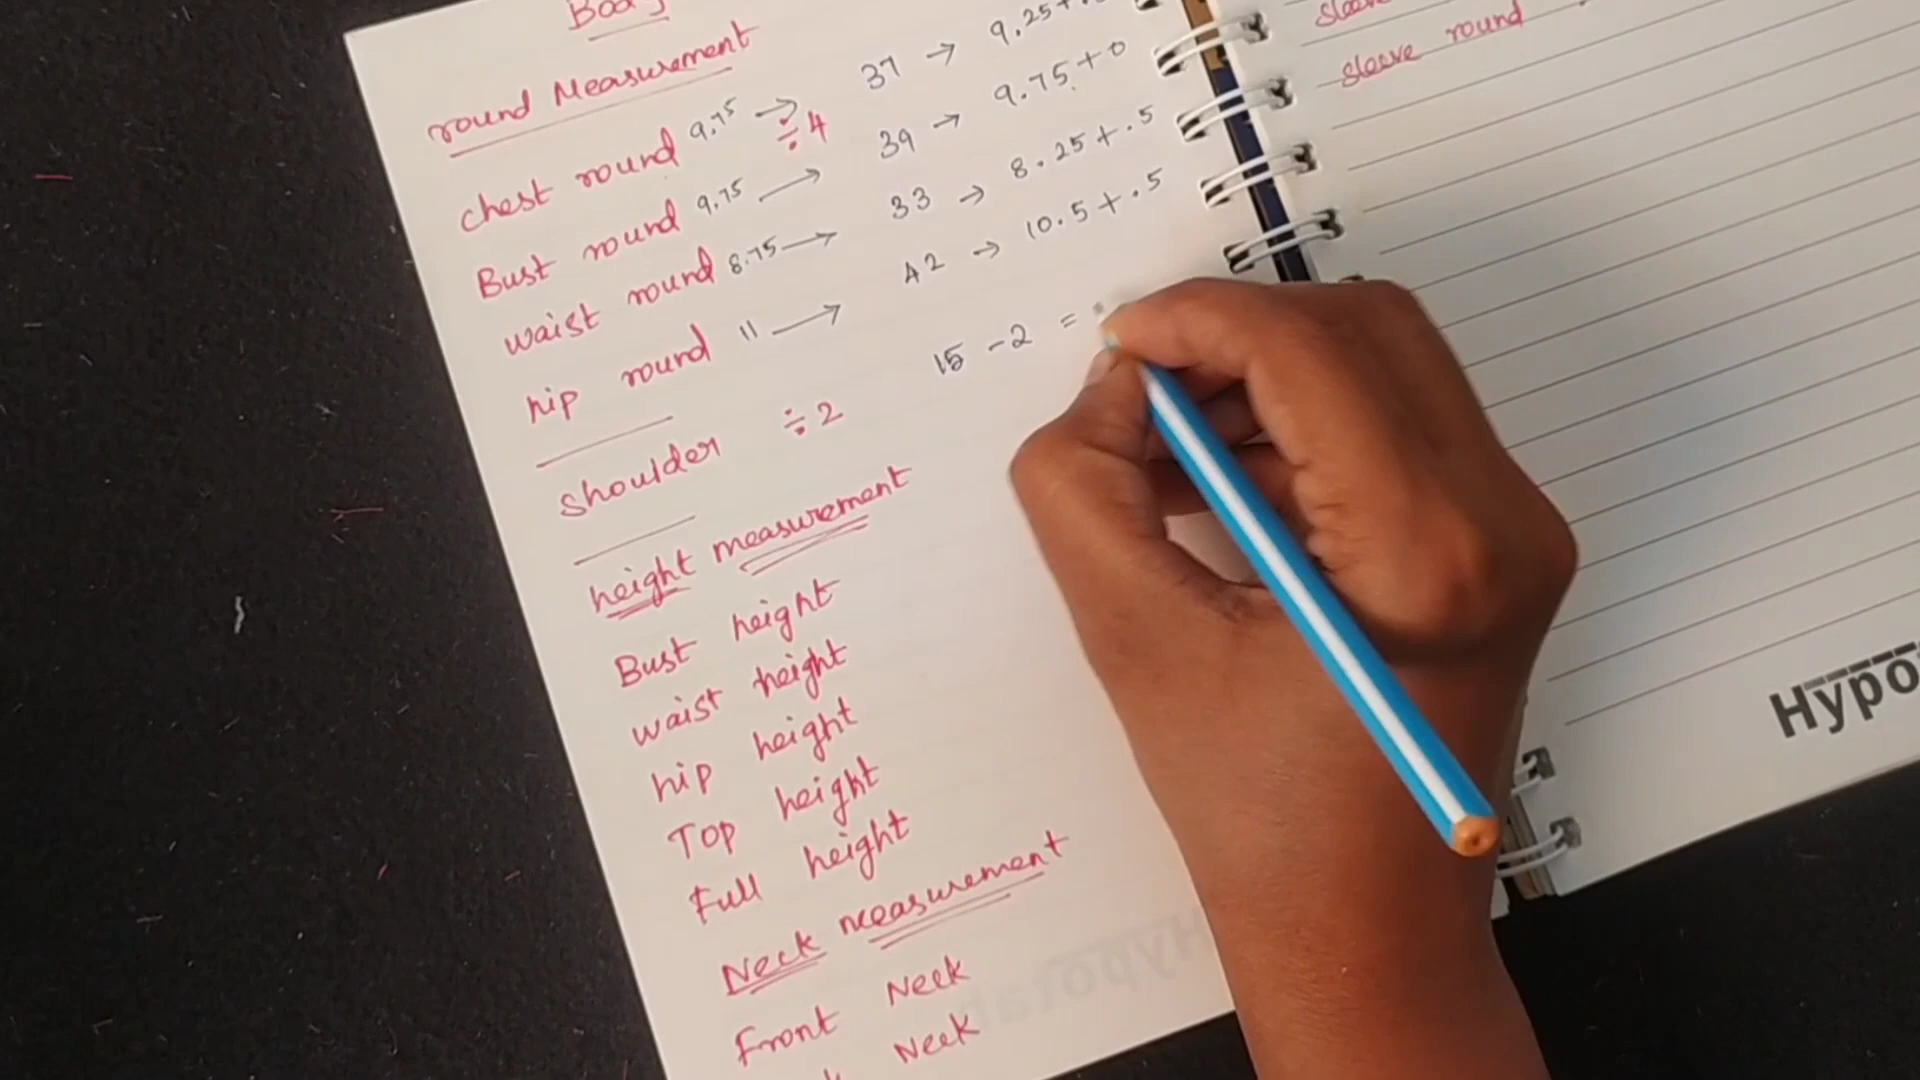 Body
round Measurement
chest round 9.75 → ÷4 37 → 9.25+
Bust round 9.75 → 39 → 9.75+0
waist round 8.75 → 33 → 8.25+.5
hip round 11 → 42 → 10.5+.5
shoulder ÷2 15 -2 =
height measurement
Bust height
waist height
hip height
Top height
Full height
Neck measurement
Front Neck
Neck
sleeve round
Hypo